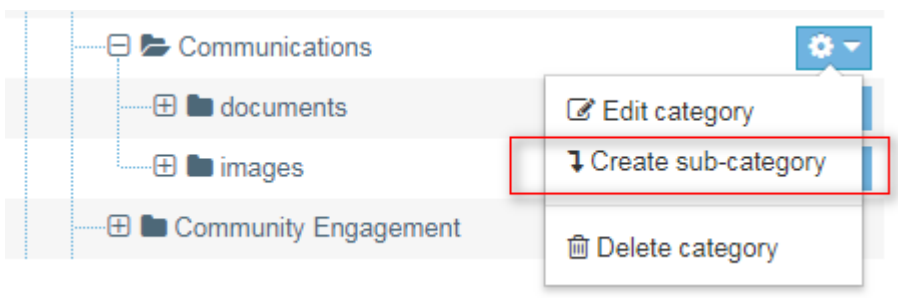 Communications
documents
Edit category
images
Create sub-category
Community Engagement
Delete category